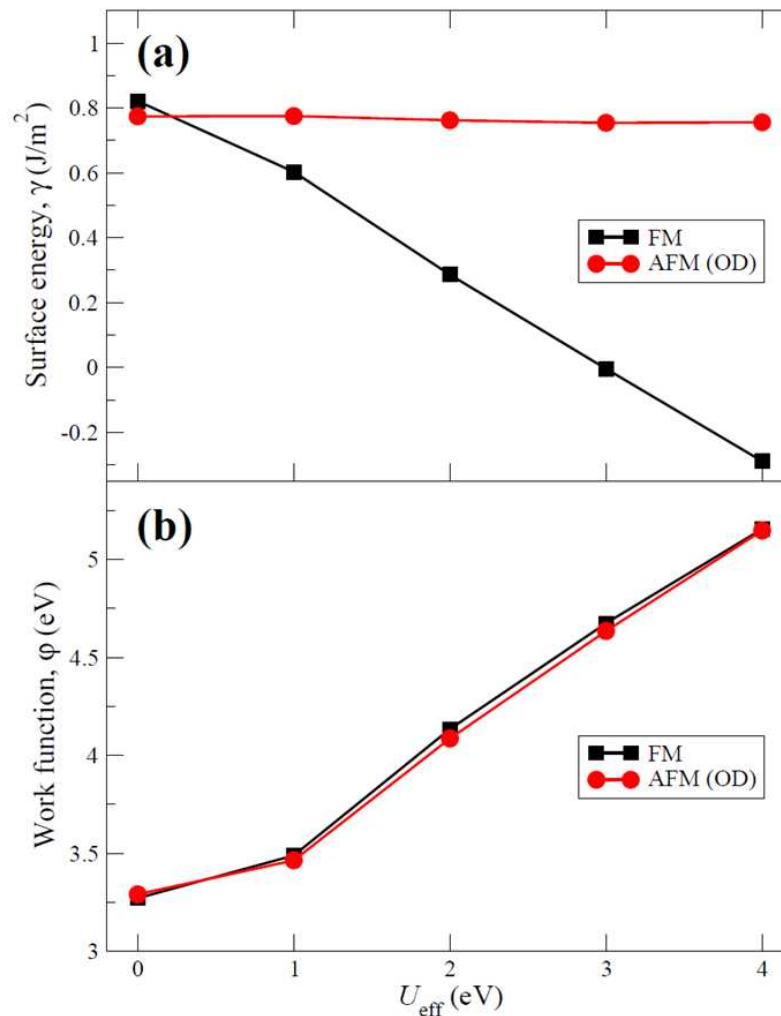 (a)
1
0.8
0.6
0.4
0.2
0
-0.2
Surface energy, γ (J/m²)
FM
AFM (OD)
(b)
5
4.5
4
3.5
3
Work function, φ (eV)
FM
AFM (OD)
0 1 2 3 4
U_eff (eV)